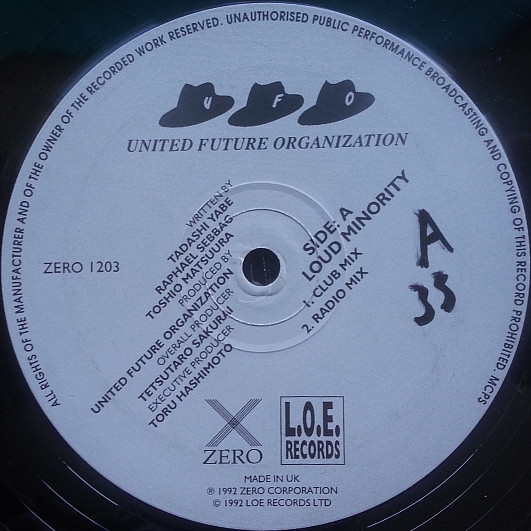 ALL RIGHTS OF THE MANUFACTURER AND OF THE OWNER OF THE RECORDED WORK RESERVED. UNAUTHORISED PUBLIC PERFORMANCE BROADCASTING AND COPYING OF THIS RECORD PROHIBITED. MCPS
U F O
UNITED FUTURE ORGANIZATION
ZERO 1203
WRITTEN BY
TADASHI YABE
RAPHAEL SEBBAG
TOSHIO MATSUURA
PRODUCED BY
UNITED FUTURE ORGANIZATION
OVERALL PRODUCER
TETSUTARO SAKURAI
EXECUTIVE PRODUCER
TORU HASHIMOTO
SIDE: A
LOUD MINORITY
1. CLUB MIX
2. RADIO MIX
A
33
X
ZERO
L.O.E.
RECORDS
MADE IN UK
℗ 1992 ZERO CORPORATION
© 1992 LOE RECORDS LTD